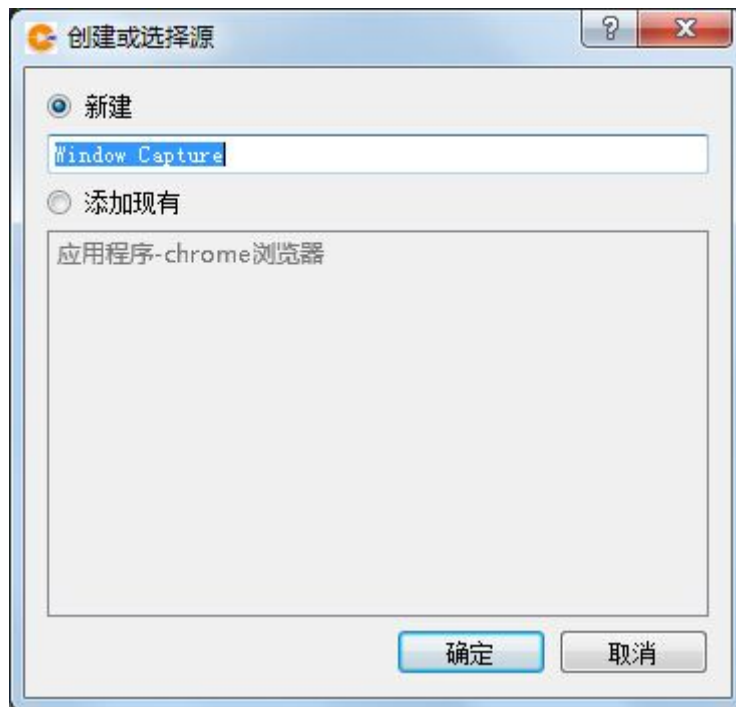 创建或选择源
新建
Window Capture
添加现有
应用程序-chrome浏览器
确定
取消